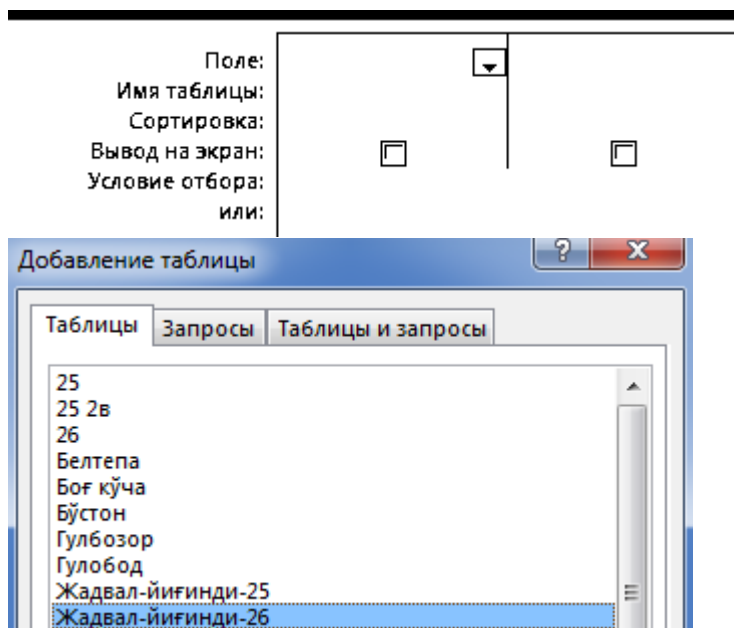 Поле:
Имя таблицы:
Сортировка:
Вывод на экран:
Условие отбора:
или:
Добавление таблицы
Таблицы Запросы Таблицы и запросы
25
25 2в
26
Белтепа
Боғ кўча
Бўстон
Гулбозор
Гулобод
Жадвал-йиғинди-25
Жадвал-йиғинди-26